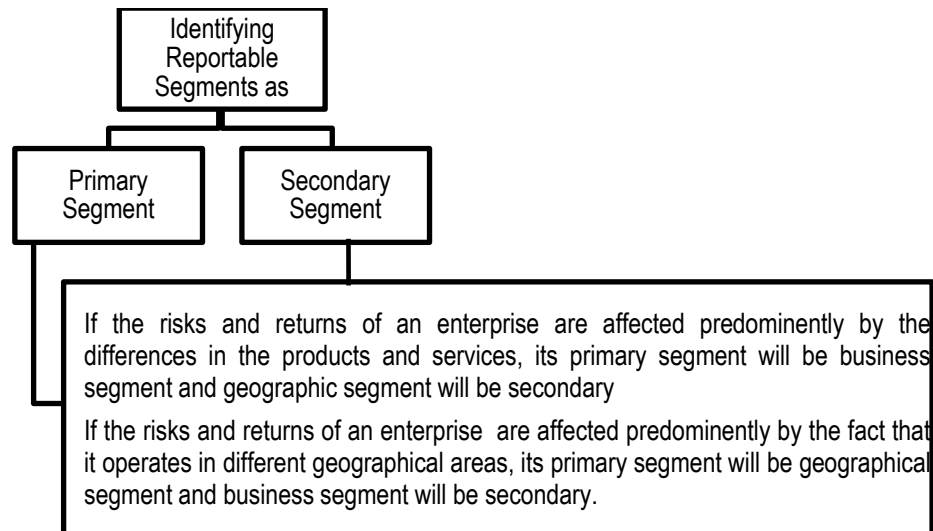 Identifying
Reportable
Segments as
Primary
Segment
Secondary
Segment
If the risks and returns of an enterprise are affected predominently by the
differences in the products and services, its primary segment will be business
segment and geographic segment will be secondary
If the risks and returns of an enterprise are affected predominently by the fact that
it operates in different geographical areas, its primary segment will be geographical
segment and business segment will be secondary.